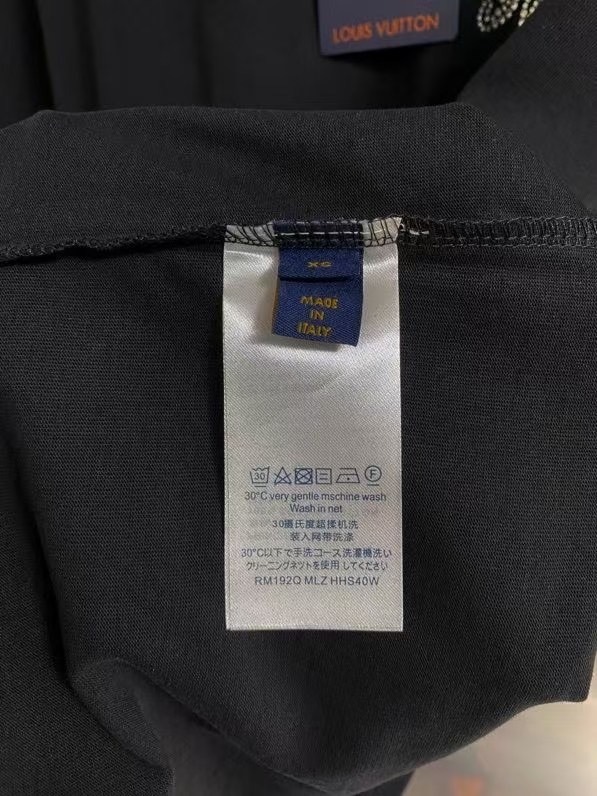 LOUIS VUITTON
XS
MADE
IN
ITALY
30
F
30°C very gentle mschine wash
Wash in net
30摄氏度超揉机洗
装入网带洗涤
30℃以下で手洗コース洗濯機洗い
クリーニングネツトを使用してください
RM192Q MLZ HHS40W